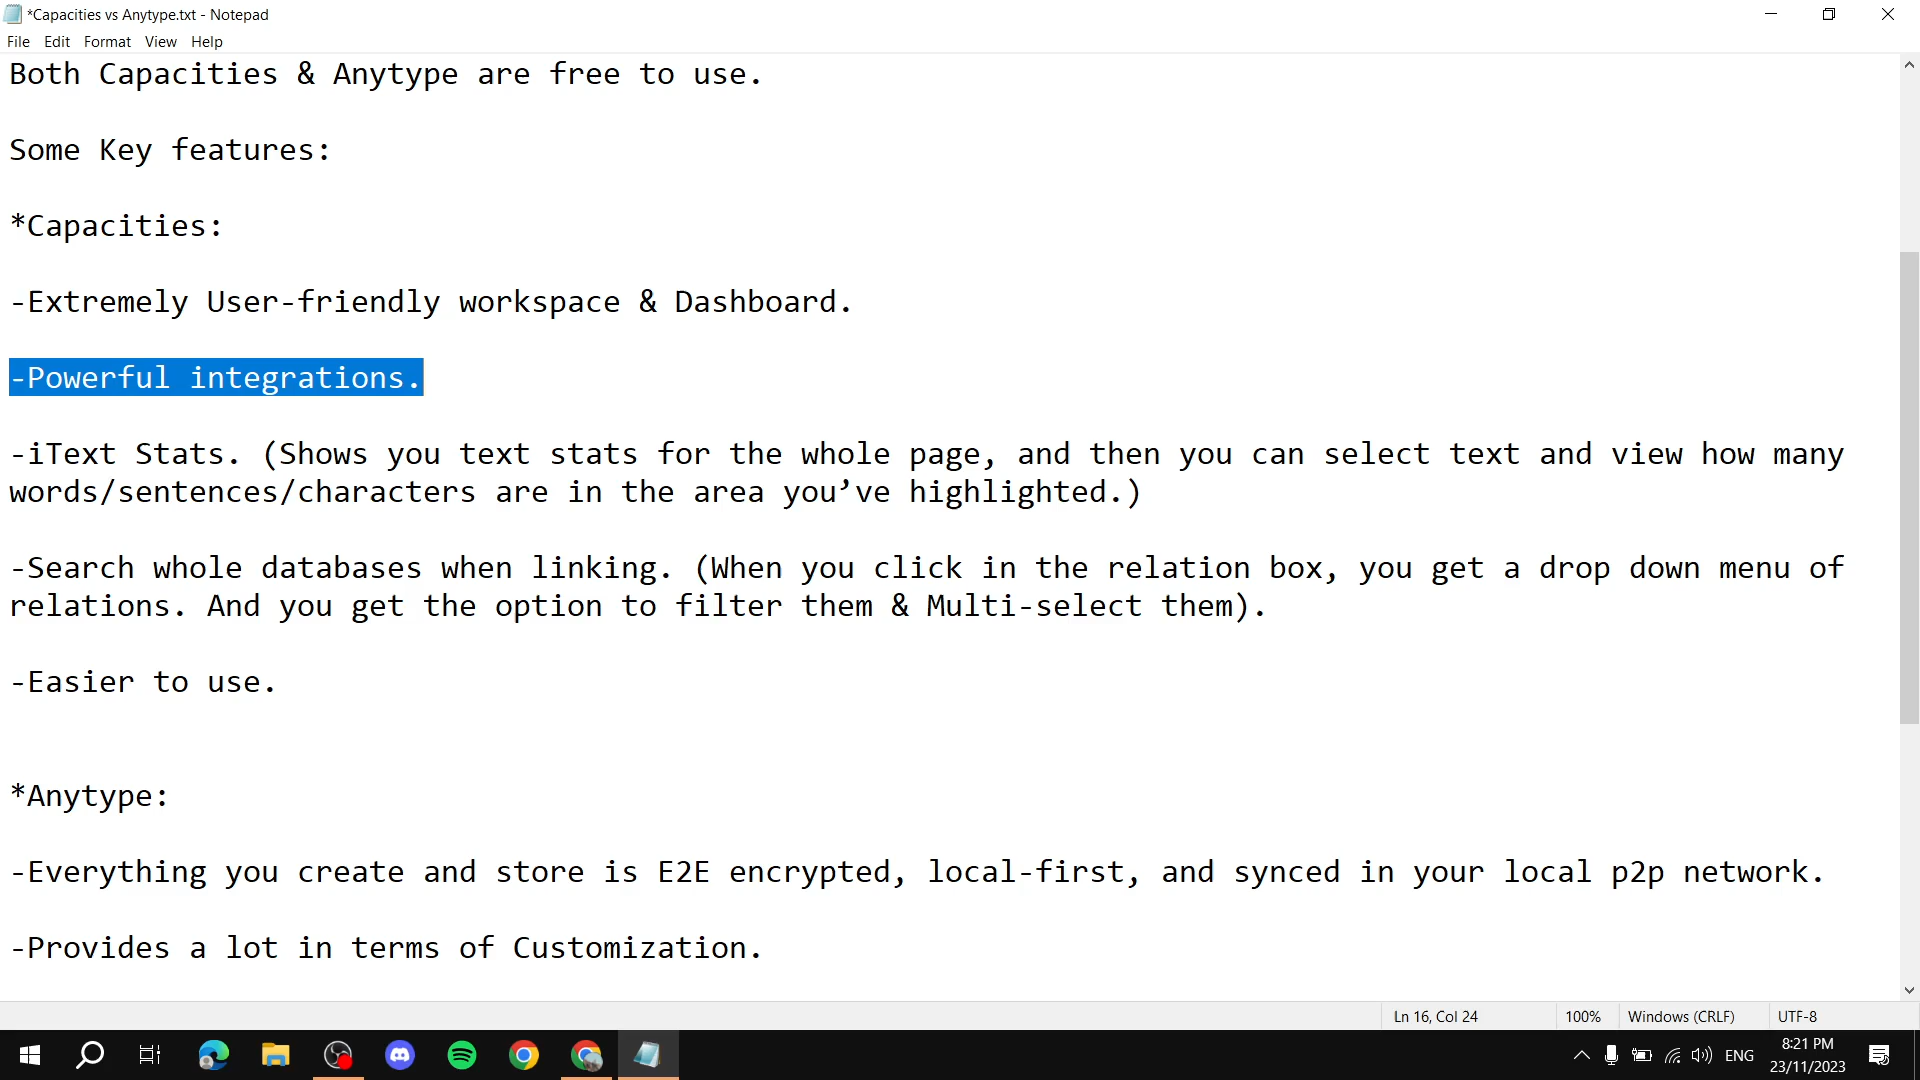 *Capacities vs Anytype.txt - Notepad
File Edit Format View Help
Both Capacities & Anytype are free to use.
Some Key features:
*Capacities:
-Extremely User-friendly workspace & Dashboard.
-Powerful integrations.
-iText Stats. (Shows you text stats for the whole page, and then you can select text and view how many
words/sentences/characters are in the area you’ve highlighted.)
-Search whole databases when linking. (When you click in the relation box, you get a drop down menu of
relations. And you get the option to filter them & Multi-select them).
-Easier to use.
*Anytype:
-Everything you create and store is E2E encrypted, local-first, and synced in your local p2p network.
-Provides a lot in terms of Customization.
Ln 16, Col 24 100% Windows (CRLF) UTF-8
ENG 8:21 PM
23/11/2023